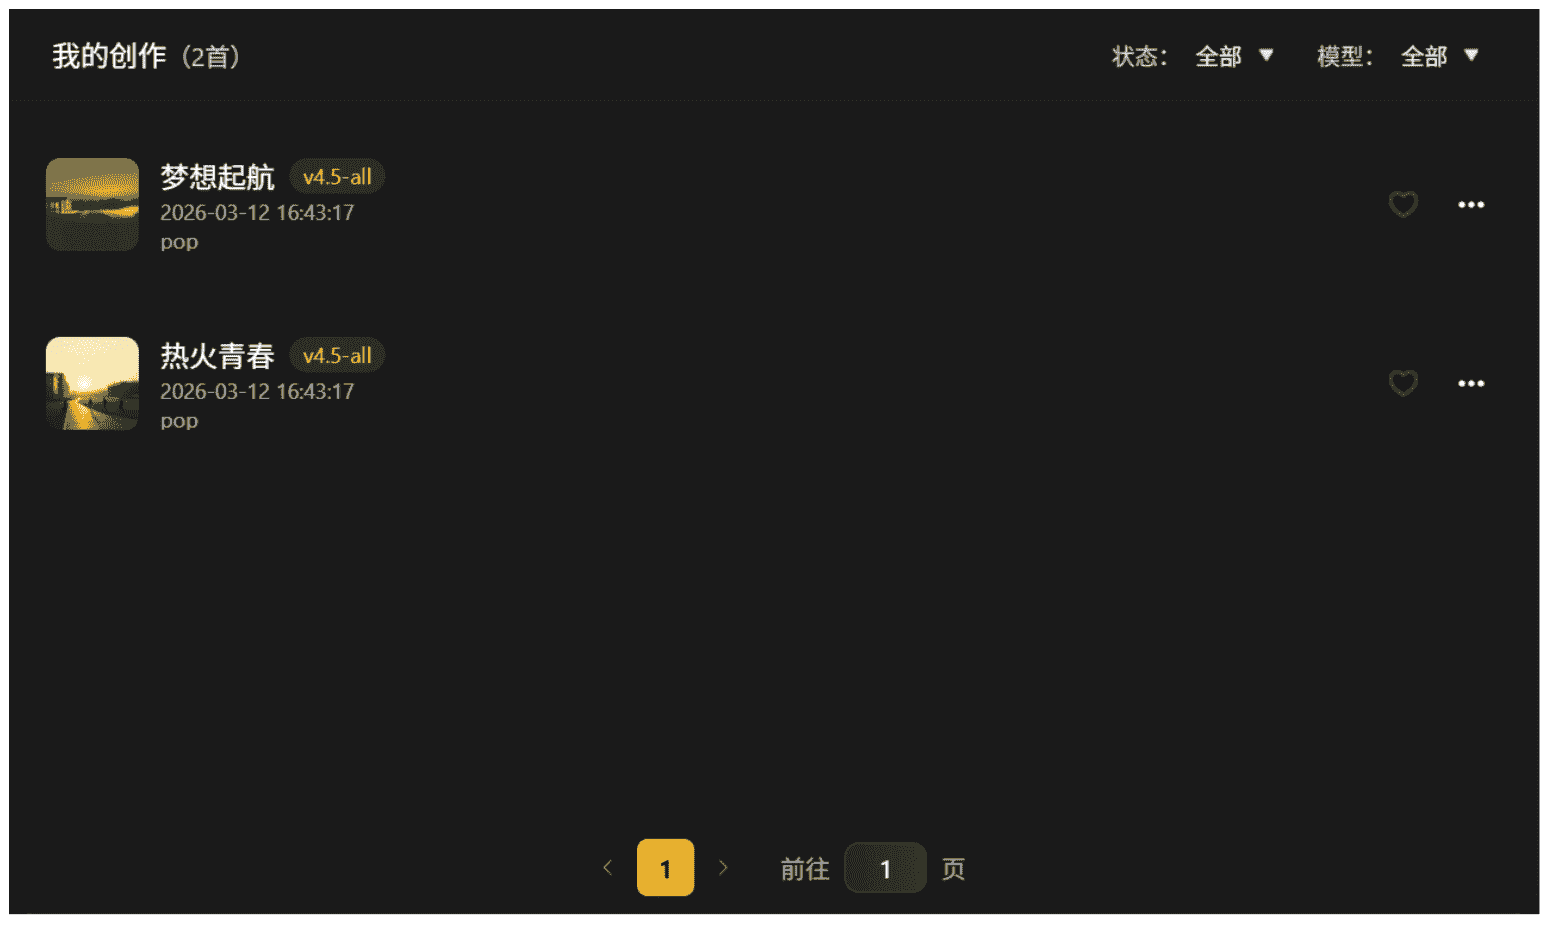 我的创作（2首）
状态： 全部 ▼ 模型： 全部 ▼
梦想起航 v4.5-all
2026-03-12 16:43:17
pop
热火青春 v4.5-all
2026-03-12 16:43:17
pop
1 前往 1 页